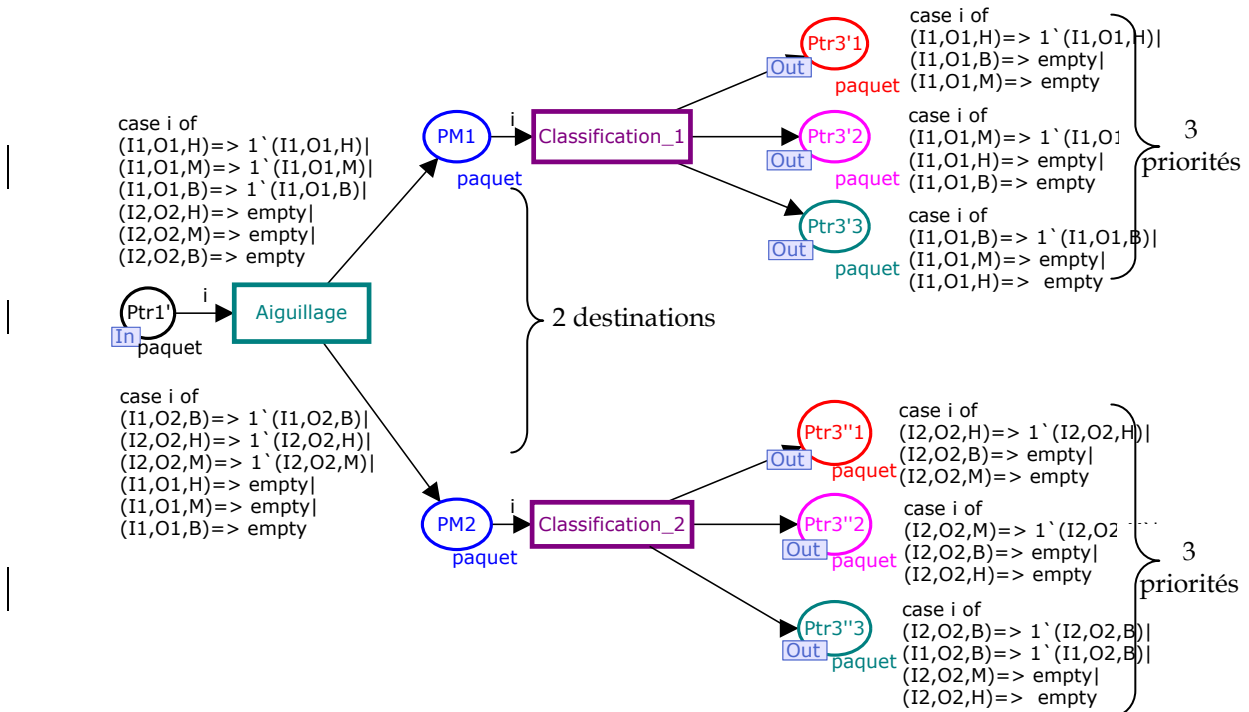 case i of
(I1,O1,H)=> 1`(I1,O1,H)|
(I1,O1,M)=> 1`(I1,O1,M)|
(I1,O1,B)=> 1`(I1,O1,B)|
(I2,O2,H)=> empty|
(I2,O2,M)=> empty|
(I2,O2,B)=> empty
Ptr1'
In
paquet
i
Aiguillage
case i of
(I1,O2,B)=> 1`(I1,O2,B)|
(I2,O2,H)=> 1`(I2,O2,H)|
(I2,O2,M)=> 1`(I2,O2,M)|
(I1,O1,H)=> empty|
(I1,O1,M)=> empty|
(I1,O1,B)=> empty
PM1
paquet
i
Classification_1
2 destinations
PM2
paquet
i
Classification_2
Ptr3'1
Out
paquet
case i of
(I1,O1,H)=> 1`(I1,O1,H)|
(I1,O1,B)=> empty|
(I1,O1,M)=> empty
Ptr3'2
Out
paquet
case i of
(I1,O1,M)=> 1`(I1,O1
(I1,O1,H)=> empty|
(I1,O1,B)=> empty
Ptr3'3
Out
paquet
case i of
(I1,O1,B)=> 1`(I1,O1,B)|
(I1,O1,M)=> empty|
(I1,O1,H)=> empty
3
priorités
Ptr3''1
Out
paquet
case i of
(I2,O2,H)=> 1`(I2,O2,H)|
(I2,O2,B)=> empty|
(I2,O2,M)=> empty
Ptr3''2
Out
paquet
case i of
(I2,O2,M)=> 1`(I2,O2
(I2,O2,B)=> empty|
(I2,O2,H)=> empty
Ptr3''3
Out
paquet
case i of
(I2,O2,B)=> 1`(I2,O2,B)|
(I1,O2,B)=> 1`(I1,O2,B)|
(I2,O2,M)=> empty|
(I2,O2,H)=> empty
3
priorités